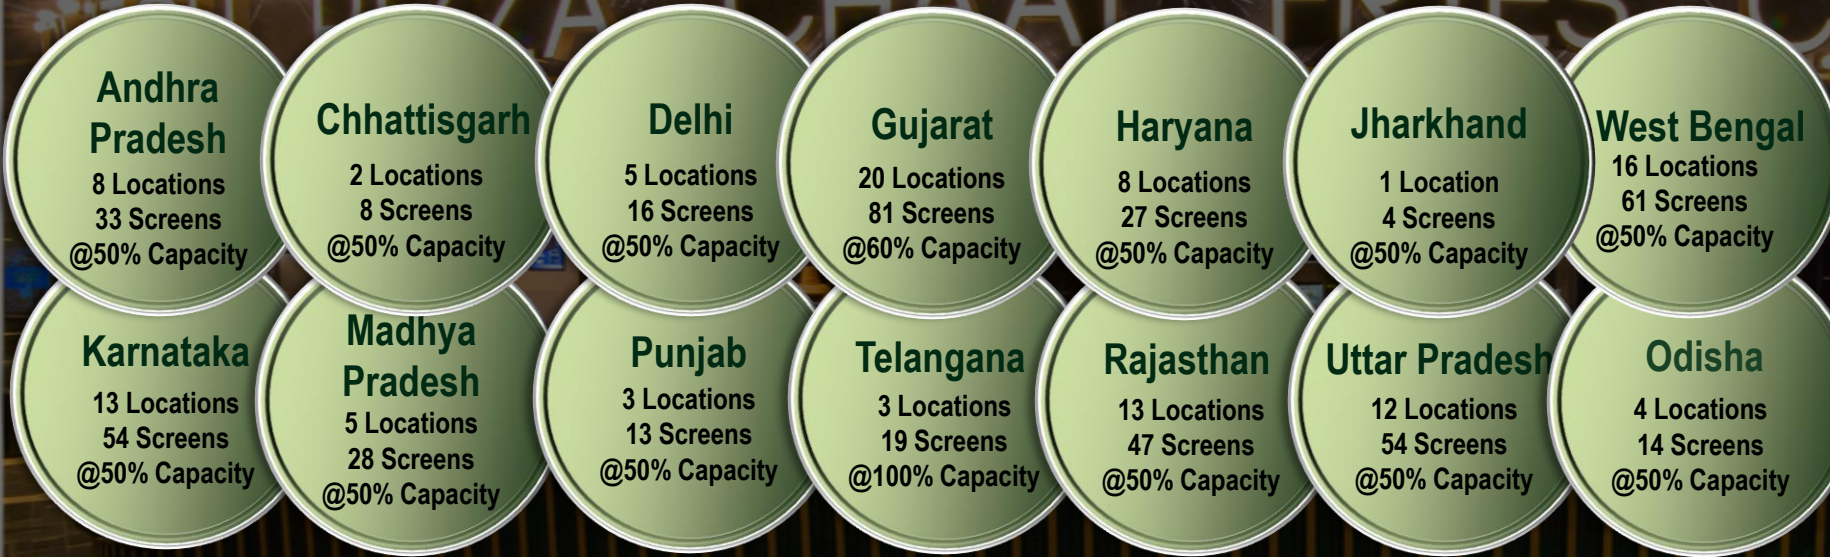 PIZZA CHAAT FRIES
Andhra
Pradesh
8 Locations
33 Screens
@50% Capacity
Chhattisgarh
2 Locations
8 Screens
@50% Capacity
Delhi
5 Locations
16 Screens
@50% Capacity
Gujarat
20 Locations
81 Screens
@60% Capacity
Haryana
8 Locations
27 Screens
@50% Capacity
Jharkhand
1 Location
4 Screens
@50% Capacity
West Bengal
16 Locations
61 Screens
@50% Capacity
Karnataka
13 Locations
54 Screens
@50% Capacity
Madhya
Pradesh
5 Locations
28 Screens
@50% Capacity
Punjab
3 Locations
13 Screens
@50% Capacity
Telangana
3 Locations
19 Screens
@100% Capacity
Rajasthan
13 Locations
47 Screens
@50% Capacity
Uttar Pradesh
12 Locations
54 Screens
@50% Capacity
Odisha
4 Locations
14 Screens
@50% Capacity